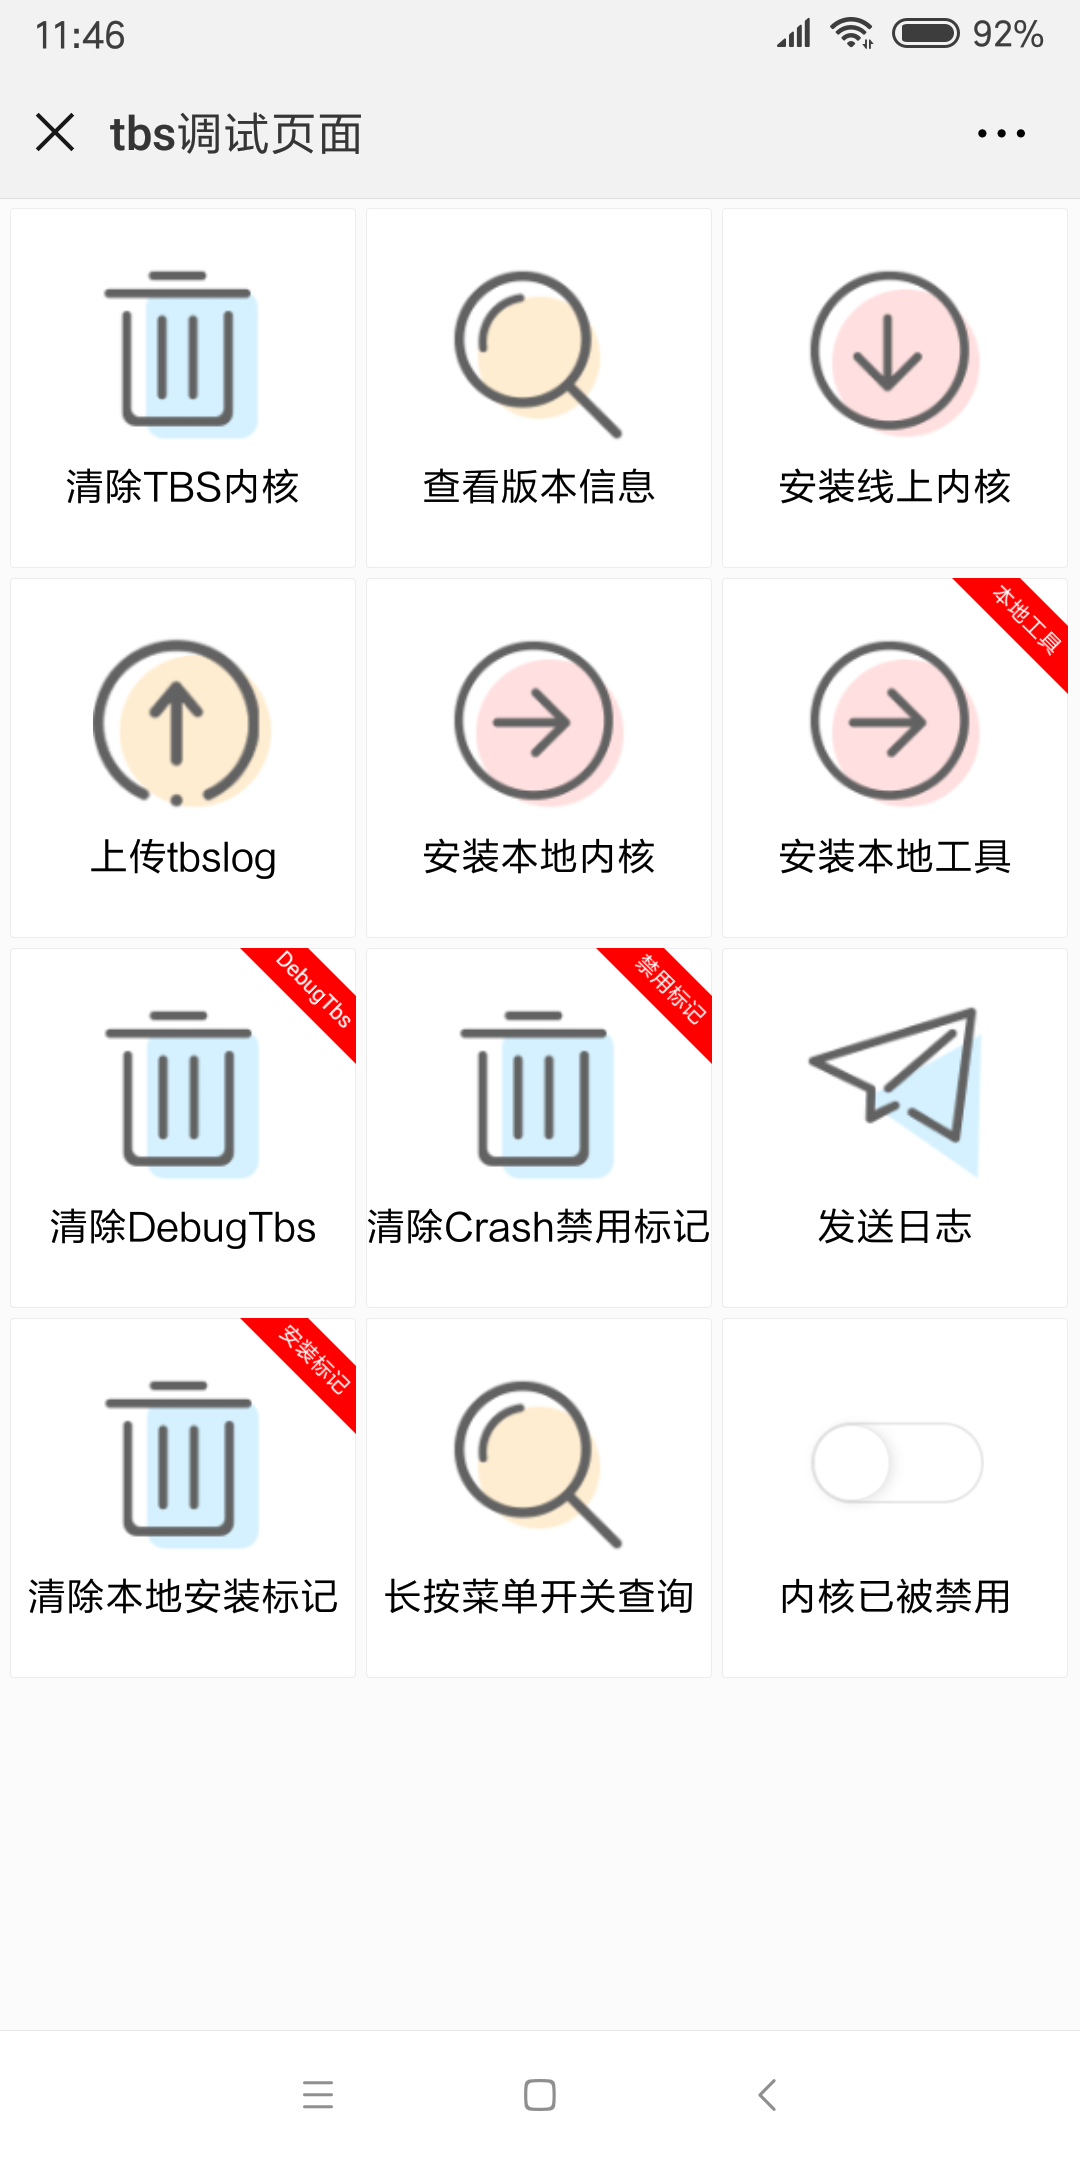 11:46
92%
tbs调试页面
清除TBS内核
查看版本信息
安装线上内核
本地工具
上传tbslog
安装本地内核
安装本地工具
DebugTbs
禁用标记
清除DebugTbs
清除Crash禁用标记
发送日志
安装标记
清除本地安装标记
长按菜单开关查询
内核已被禁用